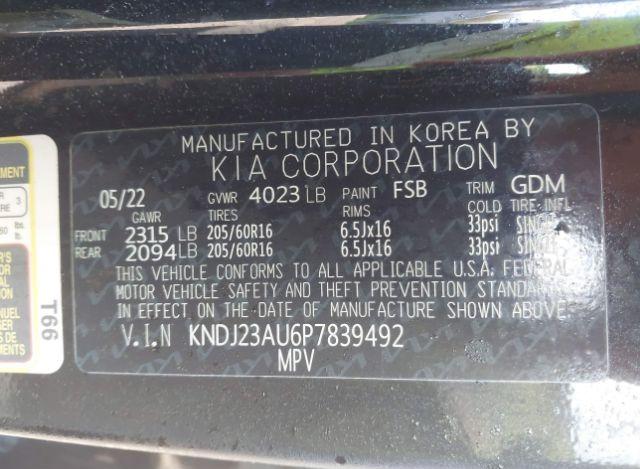 MANUFACTURED IN KOREA BY
KIA CORPORATION
05/22 GVWR 4023 LB PAINT FSB TRIM GDM
GAWR TIRES RIMS COLD TIRE INFL
FRONT 2315 LB 205/60R16 6.5Jx16 33psi
REAR 2094 LB 205/60R16 6.5Jx16 33psi
THIS VEHICLE CONFORMS TO ALL APPLICABLE U.S.A. FEDERAL
MOTOR VEHICLE SAFETY AND THEFT PREVENTION
IN EFFECT ON THE DATE OF MANUFACTURE SHOWN ABOVE.
V.I.N KNDJ23AU6P7839492
MPV
T66